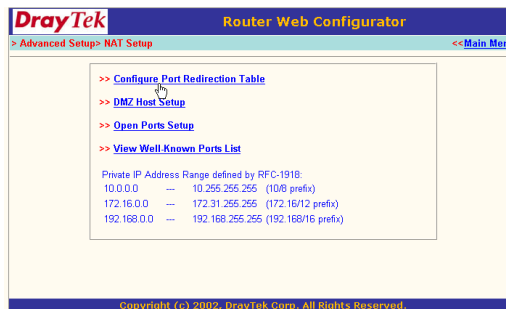 DrayTek Router Web Configurator
> Advanced Setup> NAT Setup <<Main Men
>> Configure Port Redirection Table
>> DMZ Host Setup
>> Open Ports Setup
>> View Well-Known Ports List
Private IP Address Range defined by RFC-1918:
10.0.0.0 --- 10.255.255.255 (10/8 prefix)
172.16.0.0 --- 172.31.255.255 (172.16/12 prefix)
192.168.0.0 --- 192.168.255.255 (192.168/16 prefix)
Copyright (c) 2002, DrayTek Corp. All Rights Reserved.